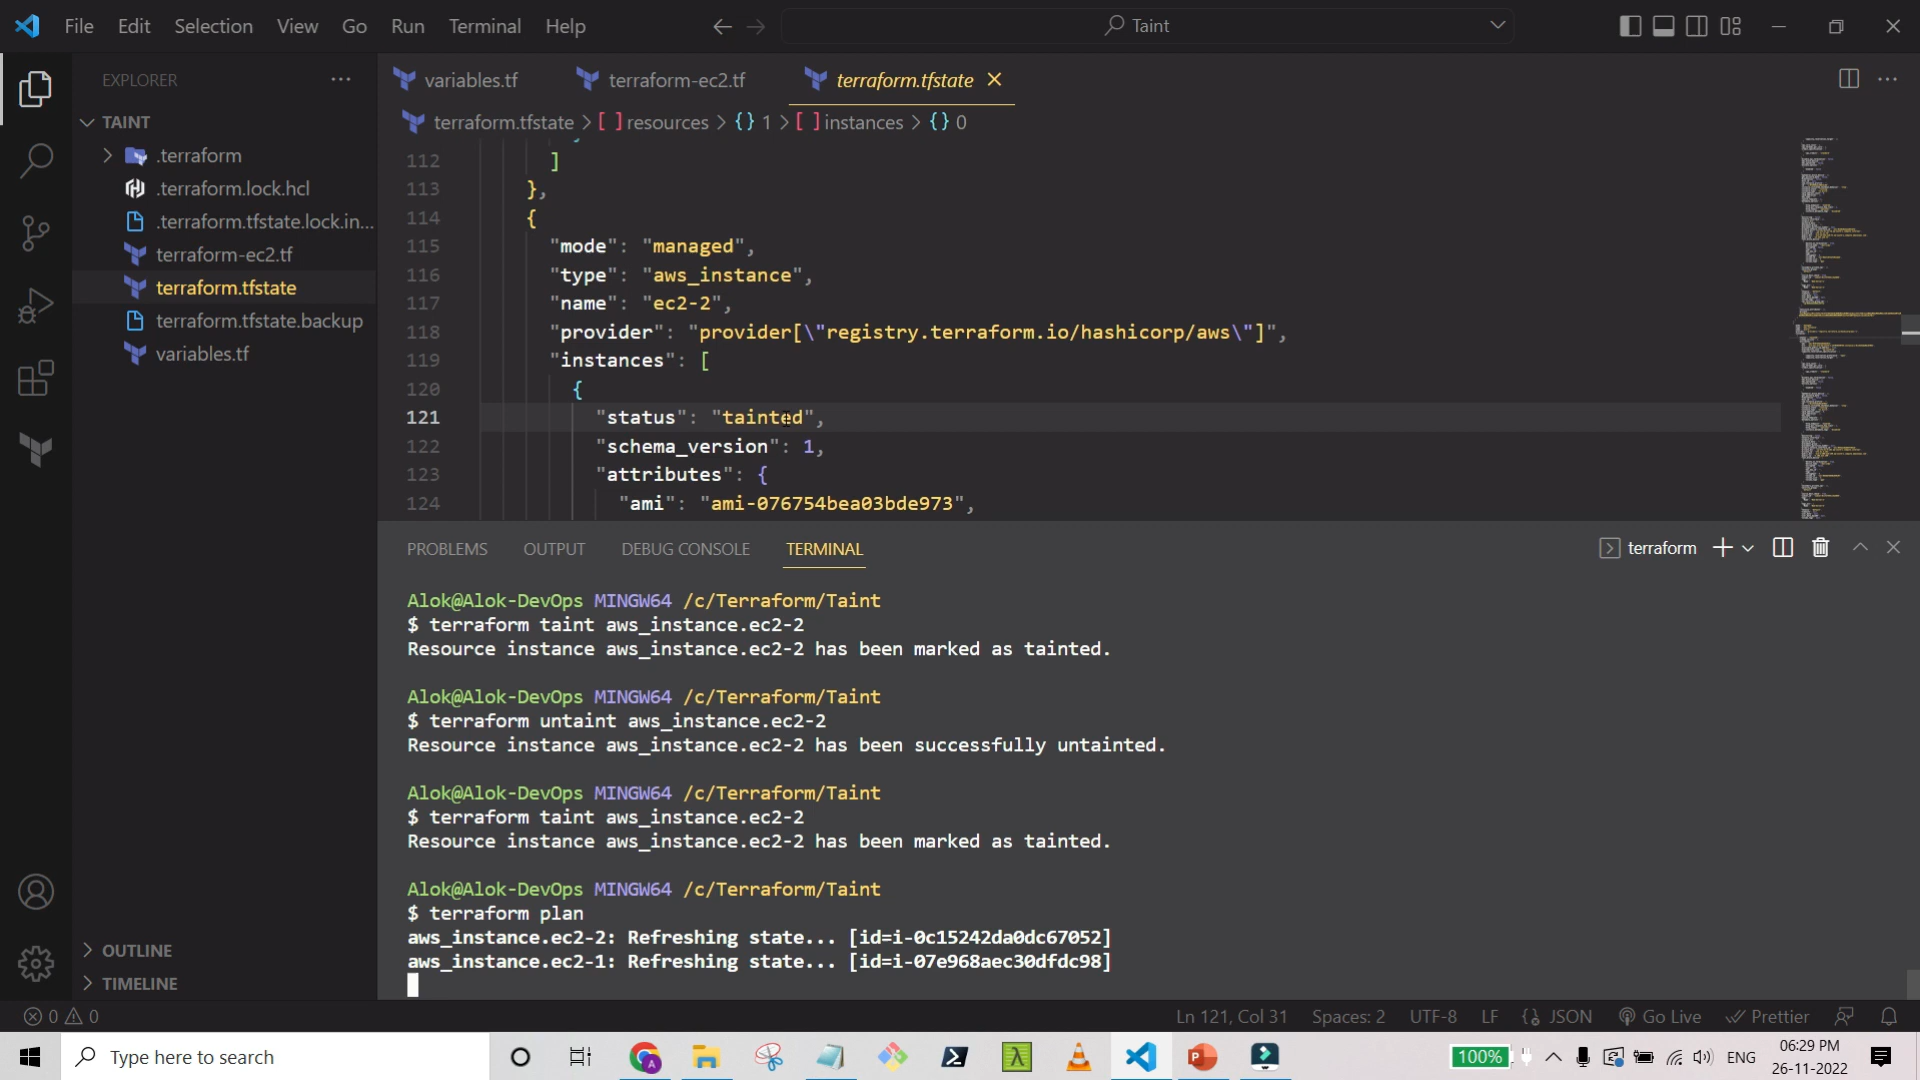 File Edit Selection View Go Run Terminal Help
Taint
EXPLORER
TAINT
.terraform
.terraform.lock.hcl
.terraform.tfstate.lock.in...
terraform-ec2.tf
terraform.tfstate
terraform.tfstate.backup
variables.tf
OUTLINE
TIMELINE
variables.tf terraform-ec2.tf terraform.tfstate
terraform.tfstate > [ ] resources > {} 1 > [ ] instances > {} 0
112 ]
113 },
114 {
115 "mode": "managed",
116 "type": "aws_instance",
117 "name": "ec2-2",
118 "provider": "provider[\"registry.terraform.io/hashicorp/aws\"]",
119 "instances": [
120 {
121 "status": "tainted",
122 "schema_version": 1,
123 "attributes": {
124 "ami": "ami-076754bea03bde973",
PROBLEMS OUTPUT DEBUG CONSOLE TERMINAL
terraform
Alok@Alok-DevOps MINGW64 /c/Terraform/Taint
$ terraform taint aws_instance.ec2-2
Resource instance aws_instance.ec2-2 has been marked as tainted.
Alok@Alok-DevOps MINGW64 /c/Terraform/Taint
$ terraform untaint aws_instance.ec2-2
Resource instance aws_instance.ec2-2 has been successfully untainted.
Alok@Alok-DevOps MINGW64 /c/Terraform/Taint
$ terraform taint aws_instance.ec2-2
Resource instance aws_instance.ec2-2 has been marked as tainted.
Alok@Alok-DevOps MINGW64 /c/Terraform/Taint
$ terraform plan
aws_instance.ec2-2: Refreshing state... [id=i-0c15242da0dc67052]
aws_instance.ec2-1: Refreshing state... [id=i-07e968aec30dfdc98]
0 0 Ln 121, Col 31 Spaces: 2 UTF-8 LF {} JSON Go Live Prettier
Type here to search
100% ENG
06:29 PM
26-11-2022